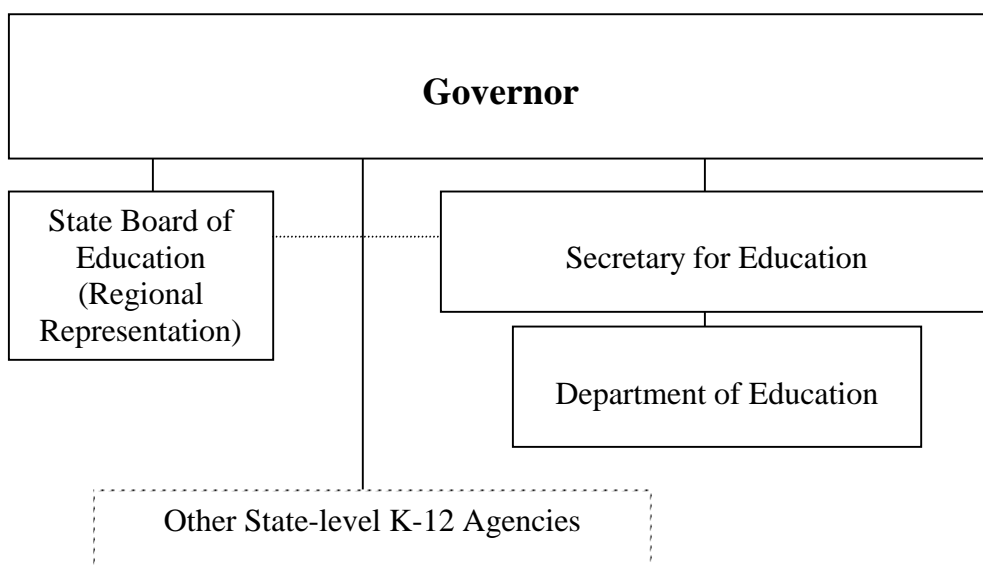 Governor
State Board of
Education
(Regional
Representation)
Secretary for Education
Department of Education
Other State-level K-12 Agencies